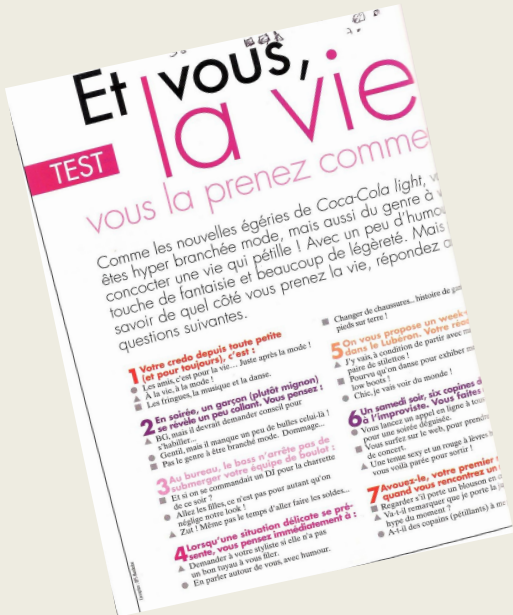 Et vous,
la vie
TEST
vous la prenez comme
Comme les nouvelles égéries de Coca-Cola light,
êtes hyper branchée mode, mais aussi du genre à
concocter une vie qui pétille ! Avec un peu d'humo
touche de fantaisie et beaucoup de légèreté. Mais
savoir de quel côté vous prenez la vie, répondez a
questions suivantes.
1 Votre credo depuis toute petite
(et pour toujours), c'est :
● Les amis, c'est pour la vie... Juste après la mode !
▲ À la vie, à la mode !
■ Les fringues, la musique et la danse.
2 En soirée, un garçon (plutôt mignon)
se révèle un peu collant. Vous pensez :
▲ BG, mais il devrait demander conseil pour
s'habiller...
● Gentil, mais il manque un peu de bulles celui-là !
■ Pas le genre à être branché mode. Dommage...
3 Au bureau, le boss n'arrête pas de
submerger votre équipe de boulot :
■ Et si on se commandait un DJ pour la charrette
de ce soir ?
● Allez les filles, ce n'est pas pour autant qu'on
néglige notre look !
▲ Zut ! Même pas le temps d'aller faire les soldes...
4 Lorsqu'une situation délicate se pré-
sente, vous pensez immédiatement à :
▲ Demander à votre styliste si elle n'a pas
un bon tuyau à vous filer.
● En parler autour de vous, avec humour.
■ Changer de chaussures... histoire de
pieds sur terre !
5 On vous propose un week-
dans le Lubéron. Votre réa
▲ J'y vais, à condition de partir avec m
paire de stilettos !
■ Pourvu qu'on danse pour exhiber m
low boots !
● Chic, je vais voir du monde !
6 Un samedi soir, six copines d
à l'improviste. Vous faites
● Vous lancez un appel en ligne à tous
pour une soirée déguisée.
■ Vous surfez sur le web, pour prendre
de concert.
▲ Une tenue sexy et un rouge à lèvres
vous voilà parée pour sortir !
7 Avouez-le, votre premier
quand vous rencontrez un
■ Regarder s'il porte un blouson en
▲ Va-t-il remarquer que je porte la
hype du moment ?
● A-t-il des copains (pétillants) à